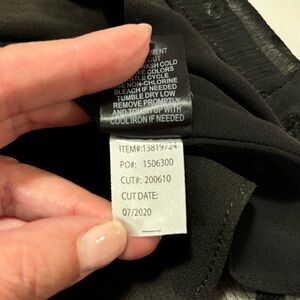 CUT
WASH COLD
COLORS
CYCLE
NON-CHLORINE
BLEACH IF NEEDED
TUMBLE DRY LOW
REMOVE PROMPTLY
AND TOUCH UP WITH
COOL IRON IF NEEDED
ITEM#:13819724
PO#: 1506300
CUT#: 200610
CUT DATE:
07/2020